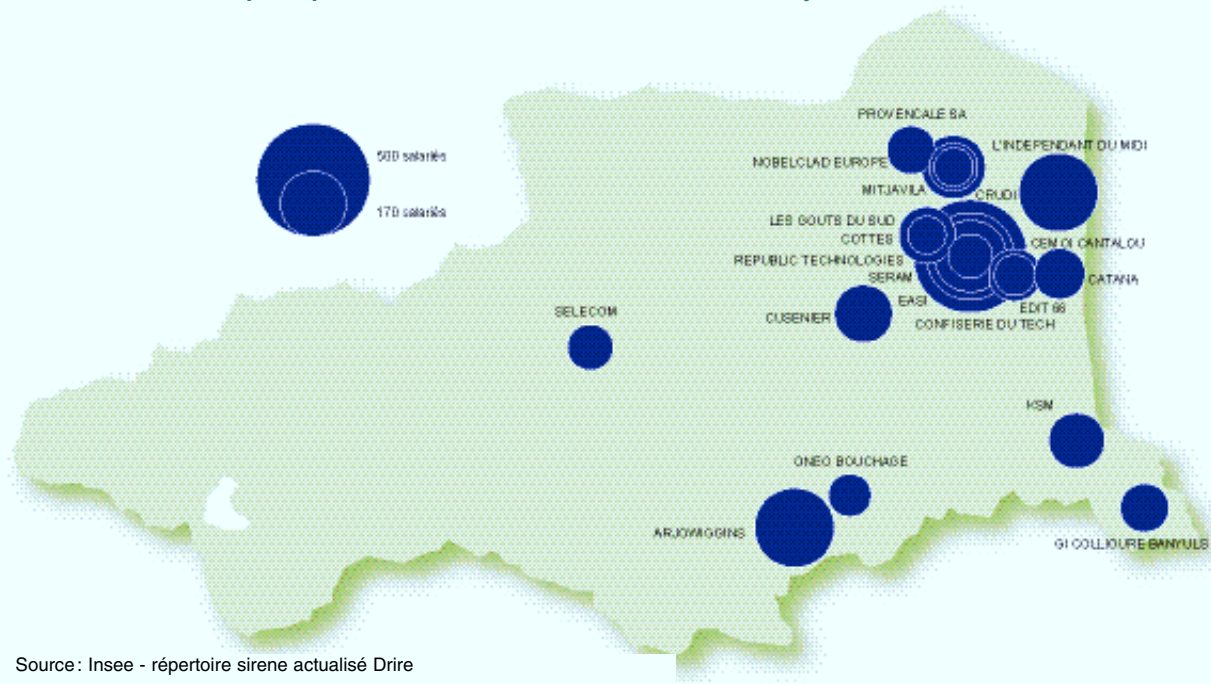 PROVENCALE SA
L'INDEPENDANT DU MIDI
500 salariés
NOBELCLAD EUROPE
MITJAVILA
CRUDI
170 salariés
LES GOUTS DU SUD
COTTES
CEMOI CANTALOU
REPUBLIC TECHNOLOGIES
SERAM
CATANA
EASI
EDIT 66
SELECOM
CUSENIER
CONFISERIE DU TECH
KSM
ONEO BOUCHAGE
ARJOWIGGINS
GI COLLIOURE BANYULS
Source : Insee - répertoire sirene actualisé Drire